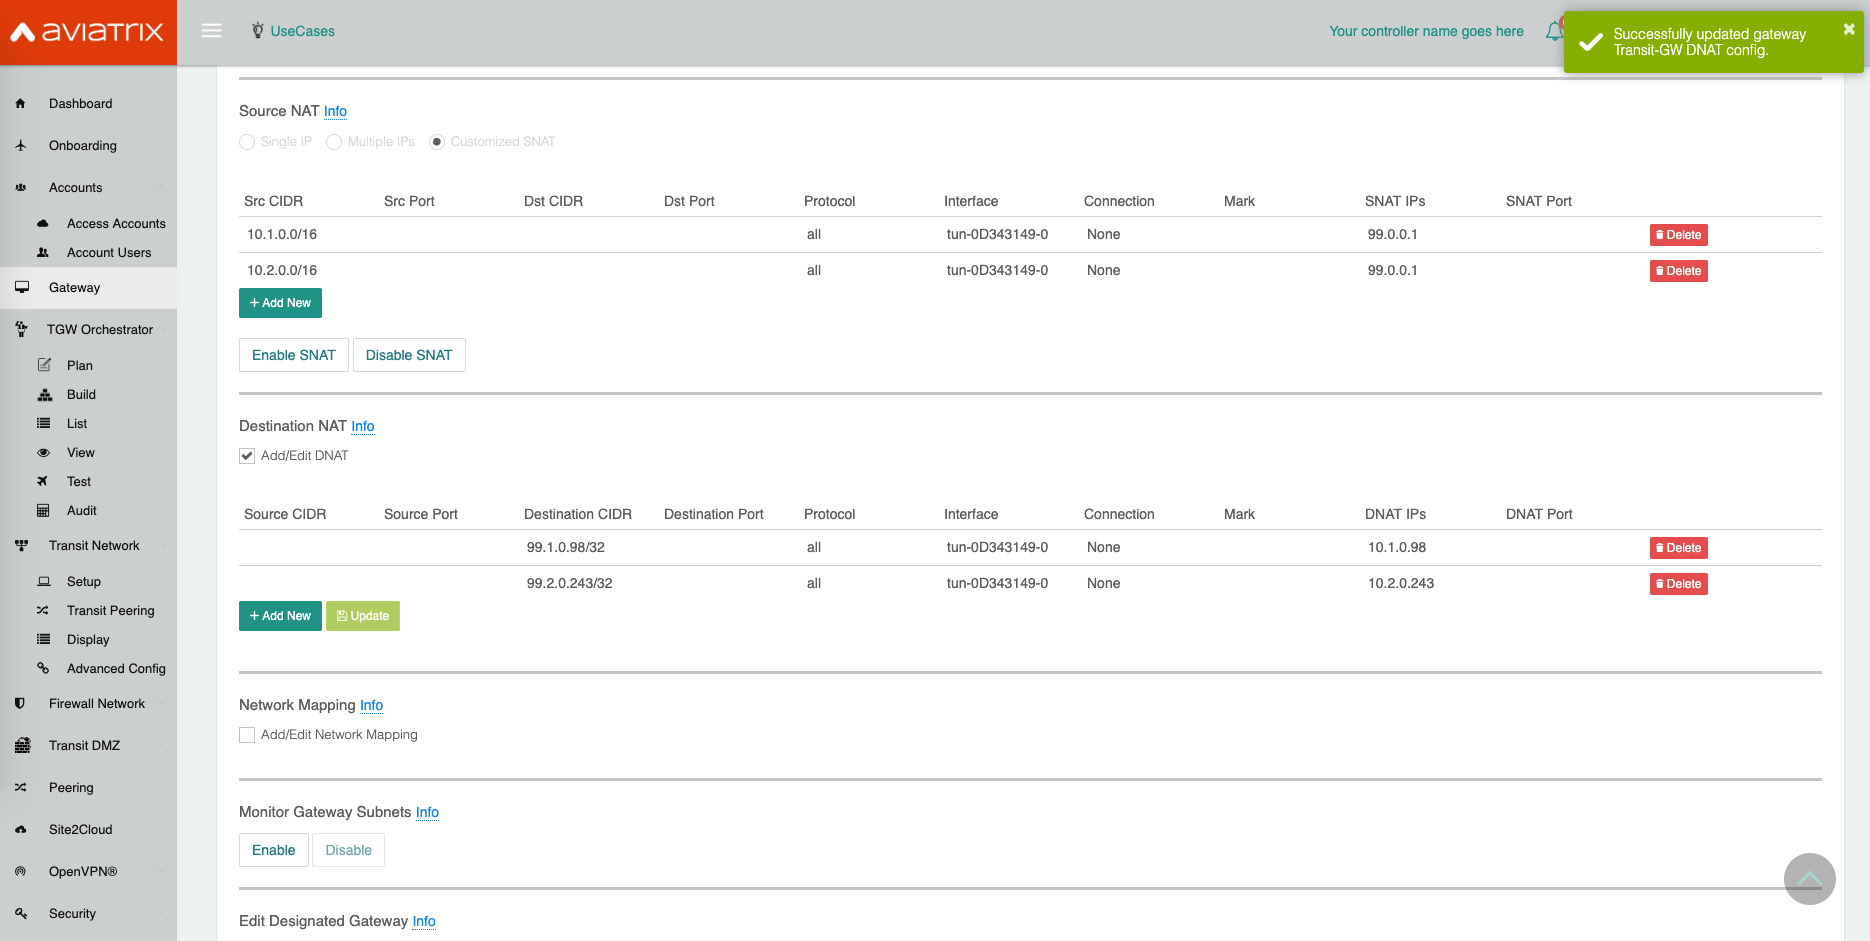 AVIATRIX
UseCases
Your controller name goes here
Successfully updated gateway
Transit-GW DNAT config.
Dashboard
Onboarding
Accounts
Access Accounts
Account Users
Gateway
TGW Orchestrator
Plan
Build
List
View
Test
Audit
Transit Network
Setup
Transit Peering
Display
Advanced Config
Firewall Network
Transit DMZ
Peering
Site2Cloud
OpenVPN®
Security
Source NAT Info
Single IP Multiple IPs Customized SNAT
Src CIDR Src Port Dst CIDR Dst Port Protocol Interface Connection Mark SNAT IPs SNAT Port
10.1.0.0/16 all tun-0D343149-0 None 99.0.0.1 Delete
10.2.0.0/16 all tun-0D343149-0 None 99.0.0.1 Delete
+ Add New
Enable SNAT Disable SNAT
Destination NAT Info
Add/Edit DNAT
Source CIDR Source Port Destination CIDR Destination Port Protocol Interface Connection Mark DNAT IPs DNAT Port
99.1.0.98/32 all tun-0D343149-0 None 10.1.0.98 Delete
99.2.0.243/32 all tun-0D343149-0 None 10.2.0.243 Delete
+ Add New Update
Network Mapping Info
Add/Edit Network Mapping
Monitor Gateway Subnets Info
Enable Disable
Edit Designated Gateway Info